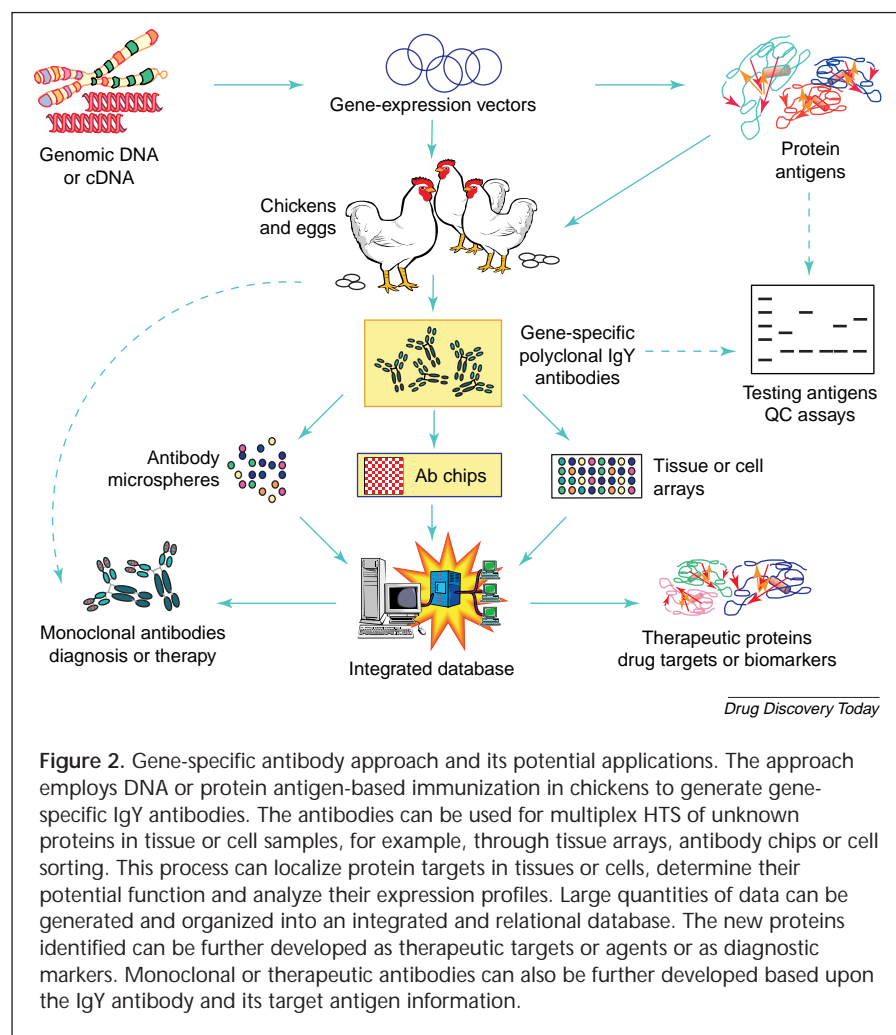 Gene-expression vectors
Genomic DNA
or cDNA
Protein
antigens
Chickens
and eggs
Gene-specific
polyclonal IgY
antibodies
Testing antigens
QC assays
Antibody
microspheres
Ab chips
Tissue or cell
arrays
Monoclonal antibodies
diagnosis or therapy
Integrated database
Therapeutic proteins
drug targets or biomarkers
Drug Discovery Today
Figure 2. Gene-specific antibody approach and its potential applications. The approach
employs DNA or protein antigen-based immunization in chickens to generate gene-
specific IgY antibodies. The antibodies can be used for multiplex HTS of unknown
proteins in tissue or cell samples, for example, through tissue arrays, antibody chips or cell
sorting. This process can localize protein targets in tissues or cells, determine their
potential function and analyze their expression profiles. Large quantities of data can be
generated and organized into an integrated and relational database. The new proteins
identified can be further developed as therapeutic targets or agents or as diagnostic
markers. Monoclonal or therapeutic antibodies can also be further developed based upon
the IgY antibody and its target antigen information.